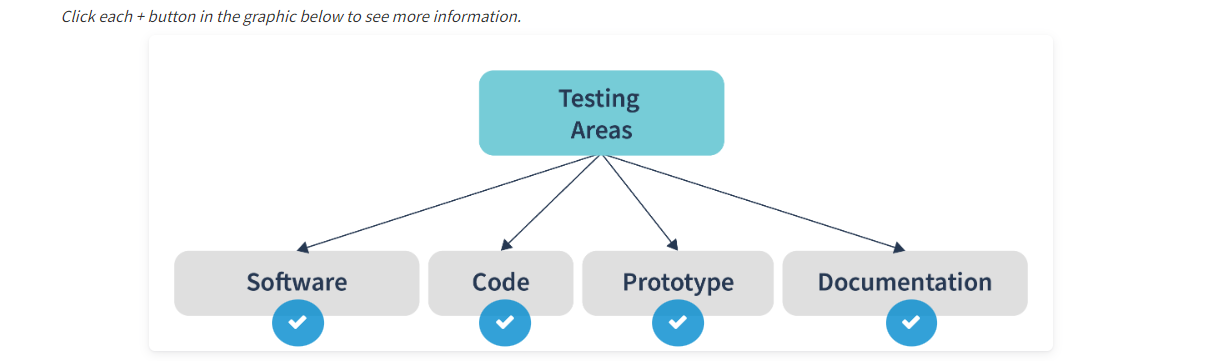 Click each + button in the graphic below to see more information.
Testing
Areas
Software
Code
Prototype
Documentation